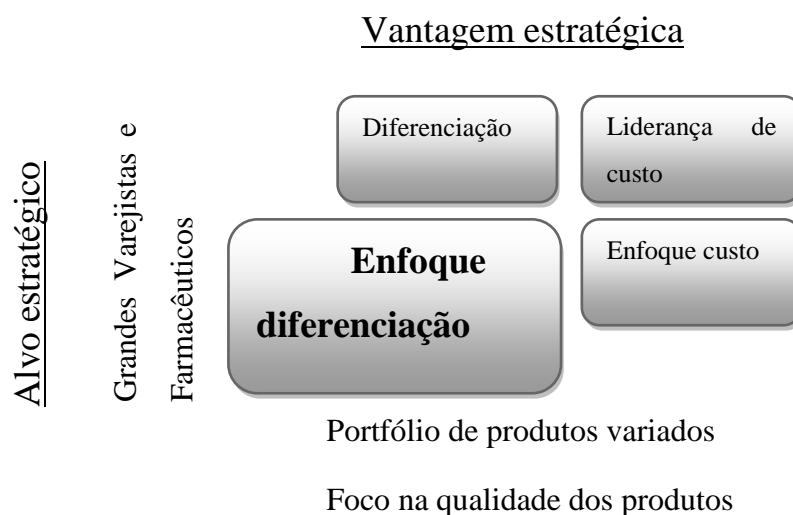 Vantagem estratégica
Alvo estratégico
Grandes Varejistas e
Farmacêuticos
Diferenciação
Liderança de
custo
Enfoque
diferenciação
Enfoque custo
Portfólio de produtos variados
Foco na qualidade dos produtos